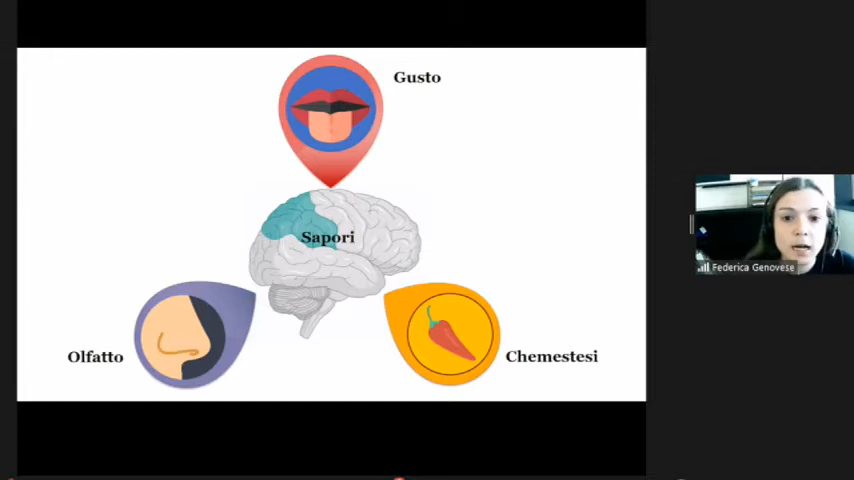 Gusto
Sapori
Olfatto
Chemestesi
Federica Genovese